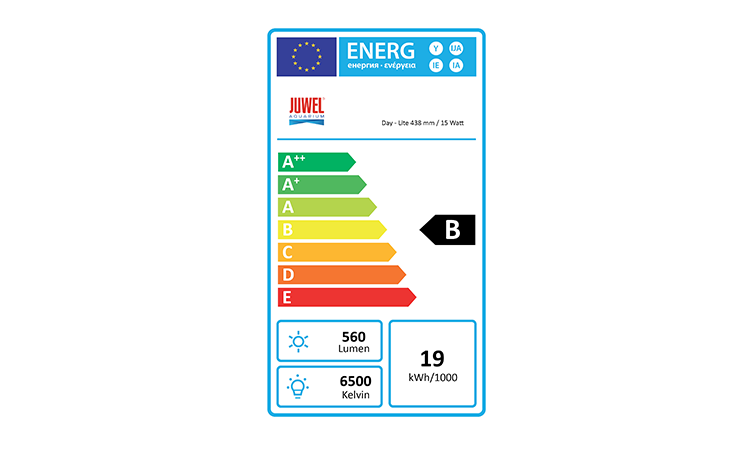 ENERG
енергия · ενέργεια
Y
IJA
IE
IA
JUWEL
AQUARIUM
Day - Lite 438 mm / 15 Watt
A++
A+
A
B
C
D
E
B
560
Lumen
6500
Kelvin
19
kWh/1000